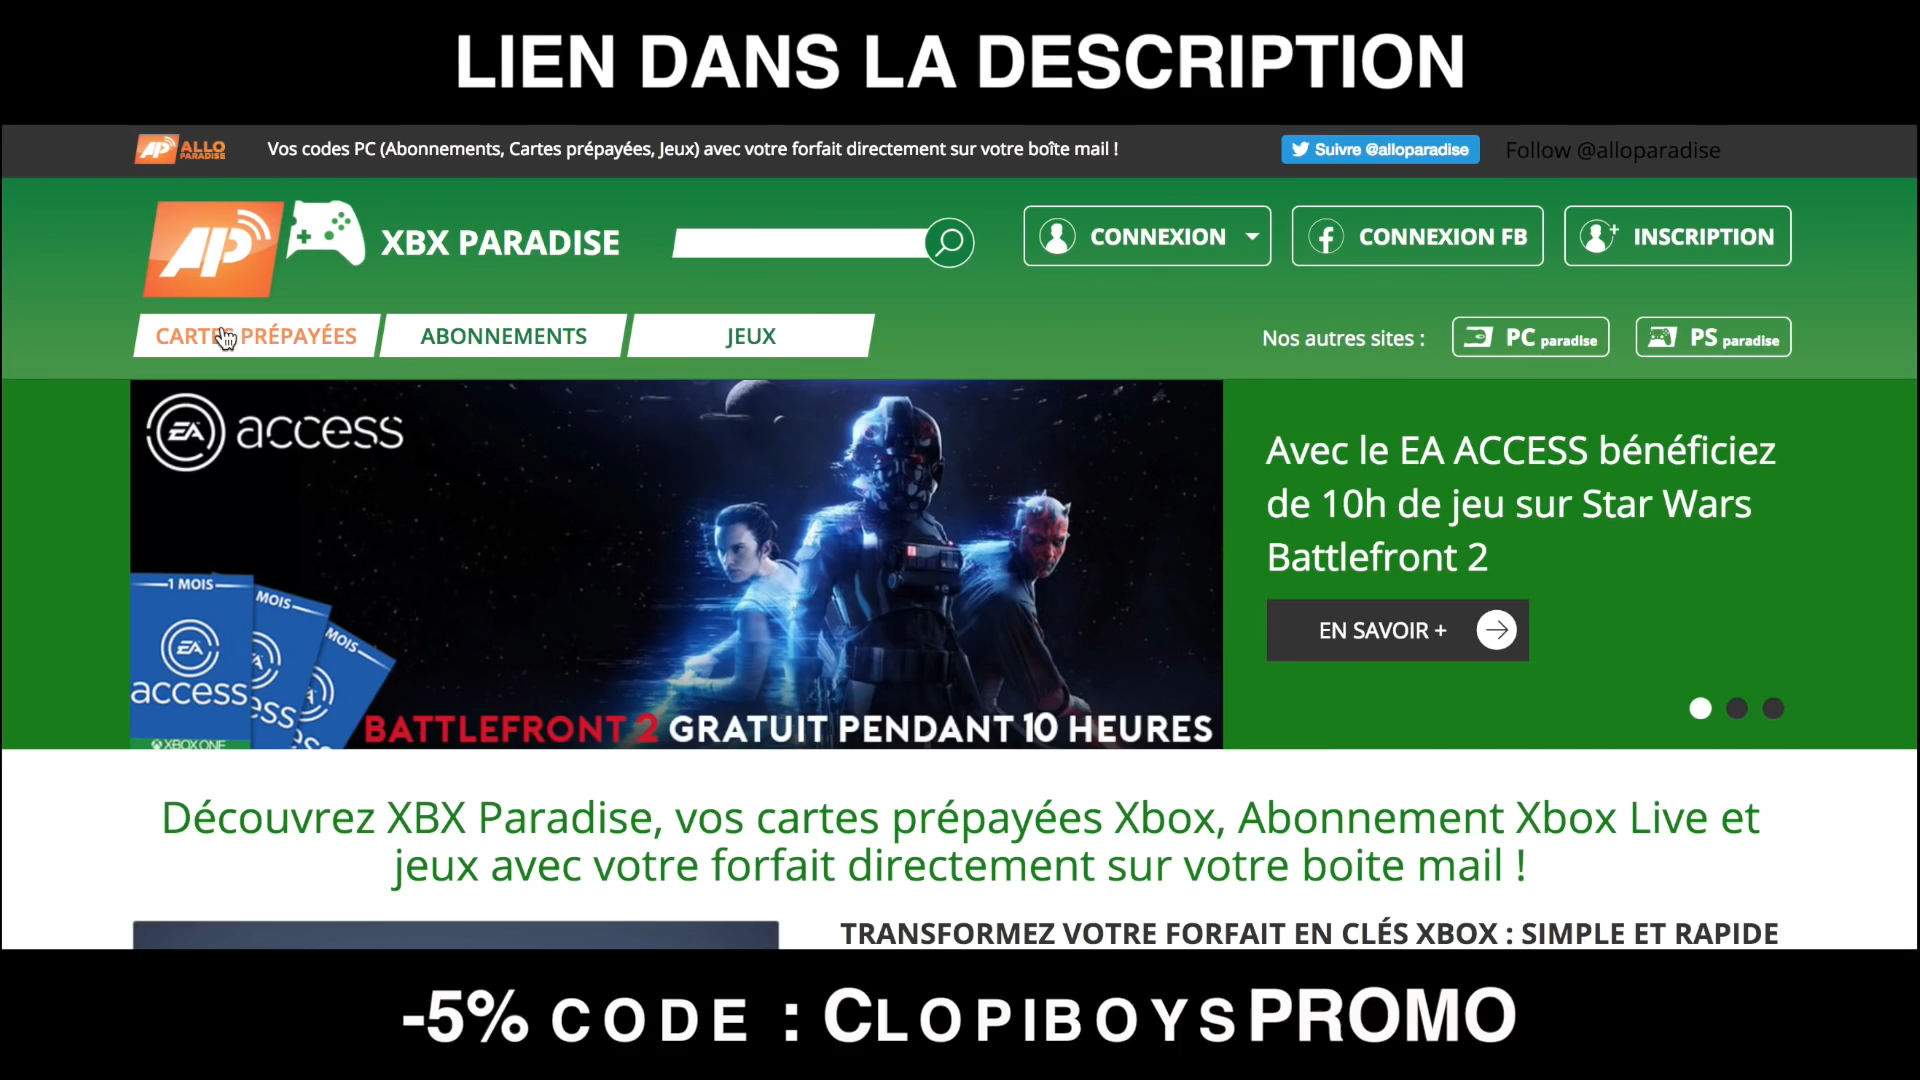 LIEN DANS LA DESCRIPTION
AP ALLO PARADISE
Vos codes PC (Abonnements, Cartes prépayées, Jeux) avec votre forfait directement sur votre boîte mail !
Suivre @alloparadise
Follow @alloparadise
AP
XBX PARADISE
CONNEXION
CONNEXION FB
INSCRIPTION
CARTES PRÉPAYÉES
ABONNEMENTS
JEUX
Nos autres sites :
PC paradise
PS paradise
EA access
Avec le EA ACCESS bénéficiez
de 10h de jeu sur Star Wars
Battlefront 2
EN SAVOIR +
1 MOIS
MOIS
MOIS
EA
access
XBOX ONE
BATTLEFRONT 2 GRATUIT PENDANT 10 HEURES
Découvrez XBX Paradise, vos cartes prépayées Xbox, Abonnement Xbox Live et
jeux avec votre forfait directement sur votre boite mail !
TRANSFORMEZ VOTRE FORFAIT EN CLÉS XBOX : SIMPLE ET RAPIDE
-5% CODE : CLOPIBOYSPROMO